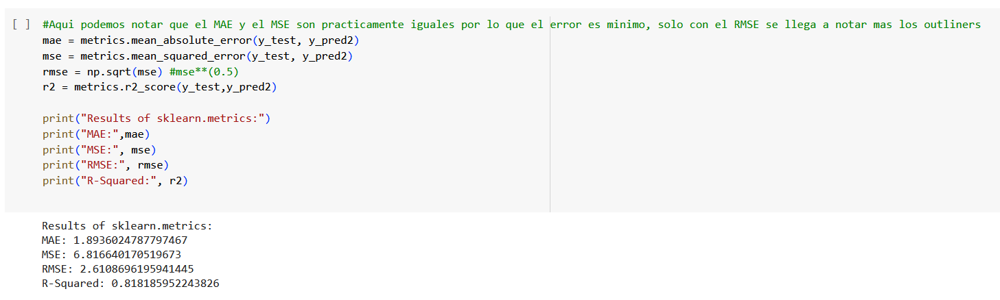 [ ] #Aqui podemos notar que el MAE y el MSE son practicamente iguales por lo que el error es minimo, solo con el RMSE se llega a notar mas los outliners
mae = metrics.mean_absolute_error(y_test, y_pred2)
mse = metrics.mean_squared_error(y_test, y_pred2)
rmse = np.sqrt(mse) #mse**(0.5)
r2 = metrics.r2_score(y_test,y_pred2)
print("Results of sklearn.metrics:")
print("MAE:",mae)
print("MSE:", mse)
print("RMSE:", rmse)
print("R-Squared:", r2)
Results of sklearn.metrics:
MAE: 1.8936024787797467
MSE: 6.816640170519673
RMSE: 2.6108696195941445
R-Squared: 0.818185952243826